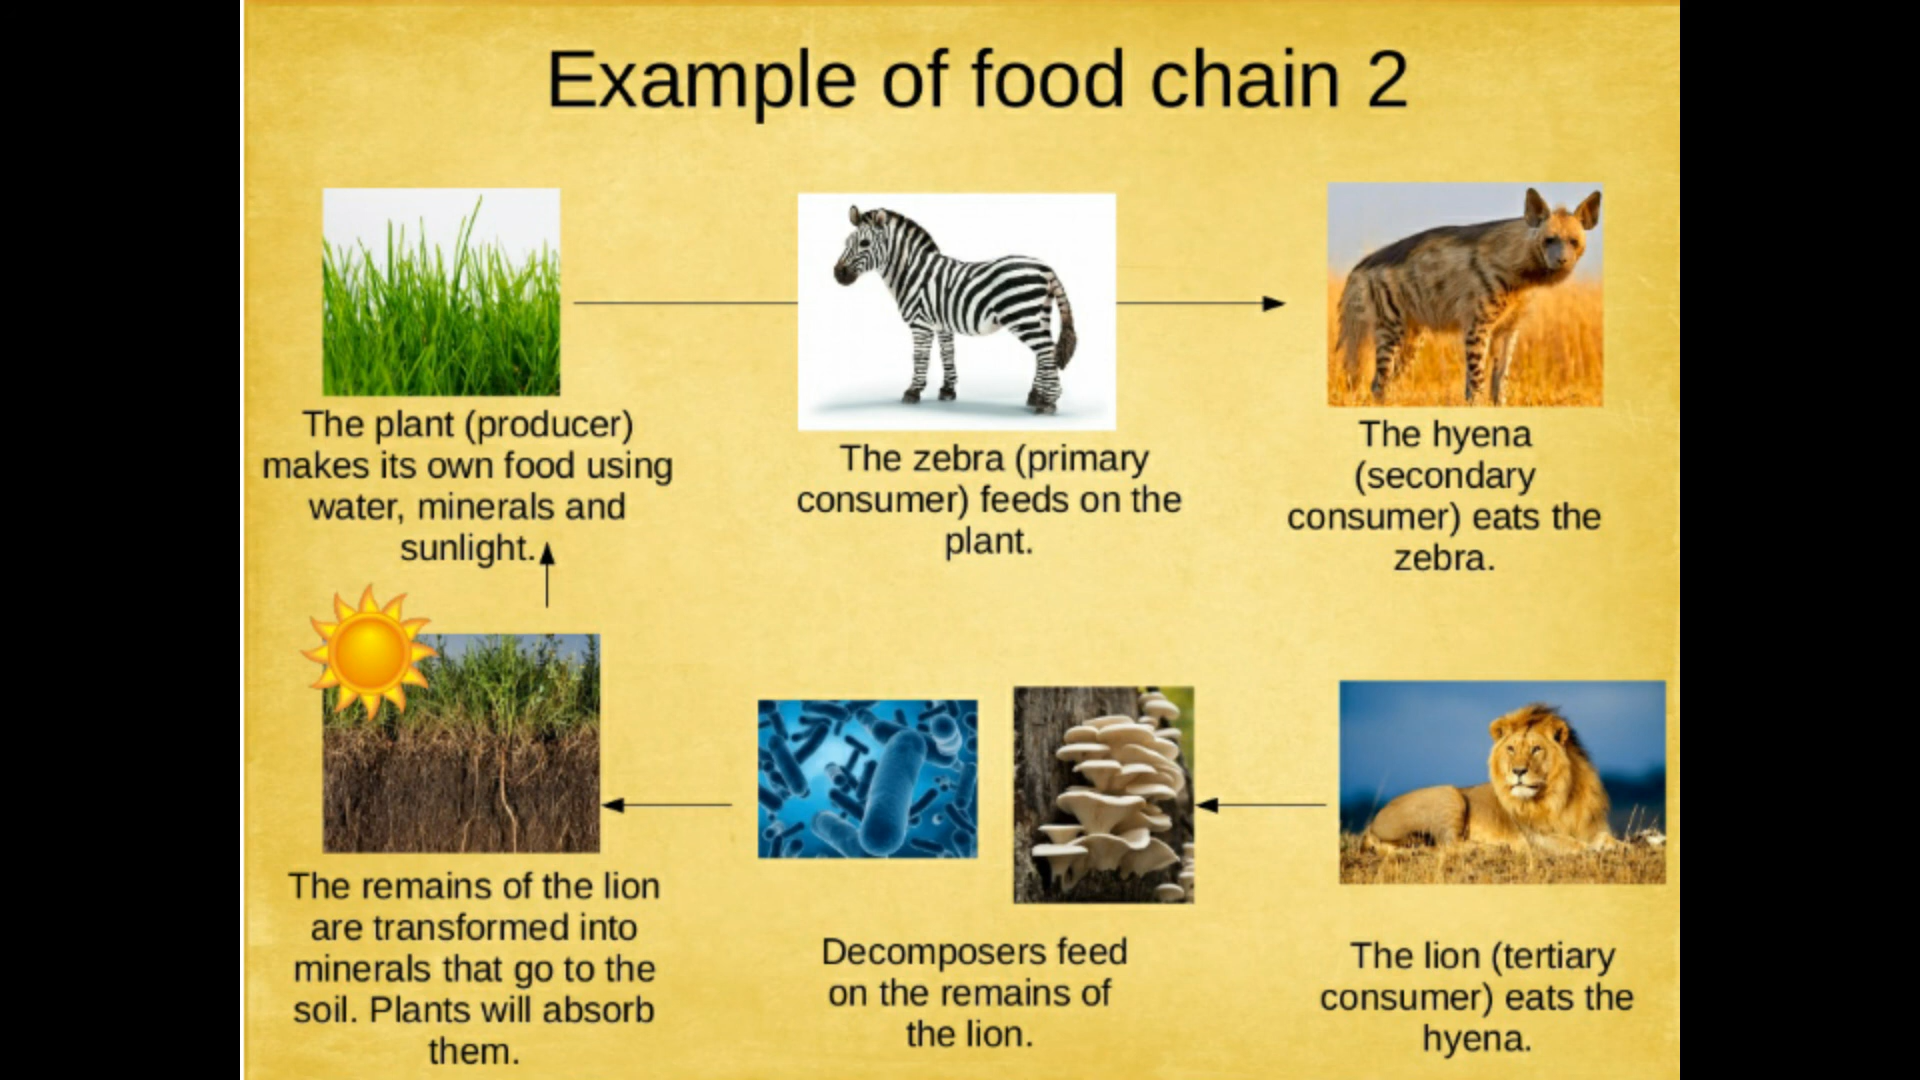 Example of food chain 2
The plant (producer)
makes its own food using
water, minerals and
sunlight.
The zebra (primary
consumer) feeds on the
plant.
The hyena
(secondary
consumer) eats the
zebra.
The remains of the lion
are transformed into
minerals that go to the
soil. Plants will absorb
them.
Decomposers feed
on the remains of
the lion.
The lion (tertiary
consumer) eats the
hyena.